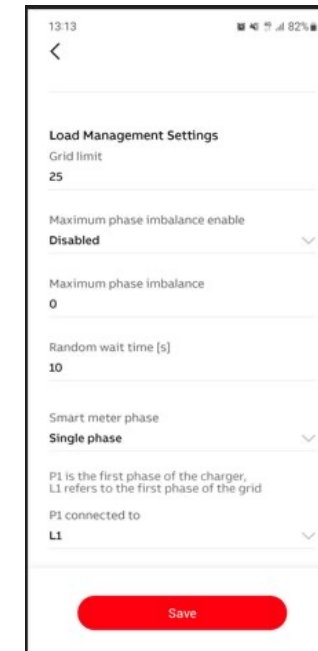 13:13
82%
Load Management Settings
Grid limit
25
Maximum phase imbalance enable
Disabled
Maximum phase imbalance
0
Random wait time [s]
10
Smart meter phase
Single phase
P1 is the first phase of the charger,
L1 refers to the first phase of the grid
P1 connected to
L1
Save